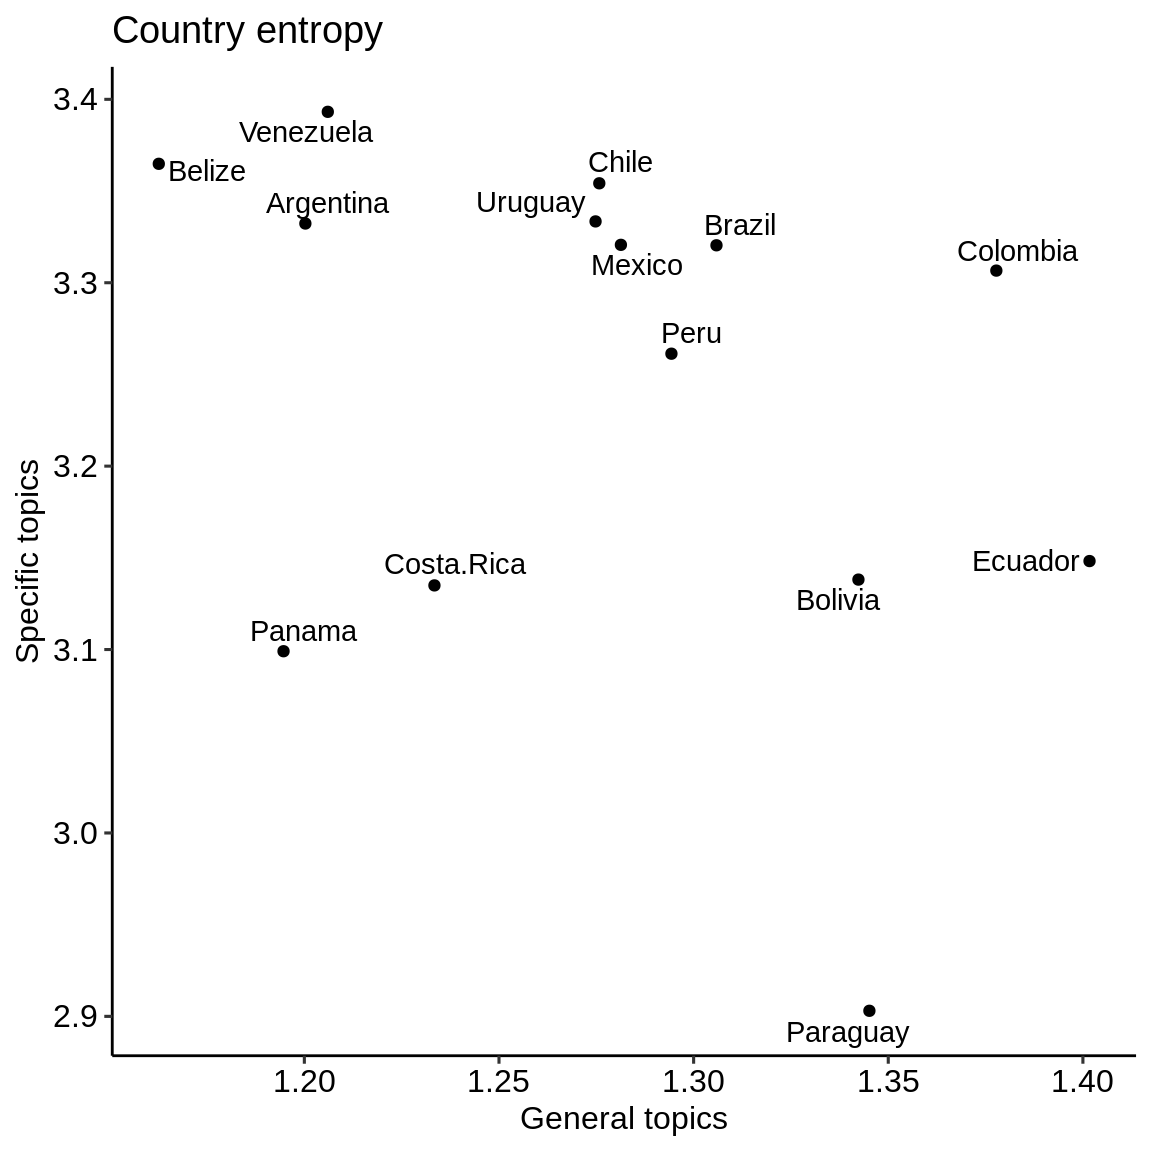 Country entropy
3.4
Venezuela
Belize
Chile
Argentina
Uruguay
Brazil
Colombia
Mexico
3.3
Peru
3.2
Specific topics
Costa.Rica
Ecuador
Bolivia
Panama
3.1
3.0
2.9
Paraguay
1.20
1.25
1.30
1.35
1.40
General topics